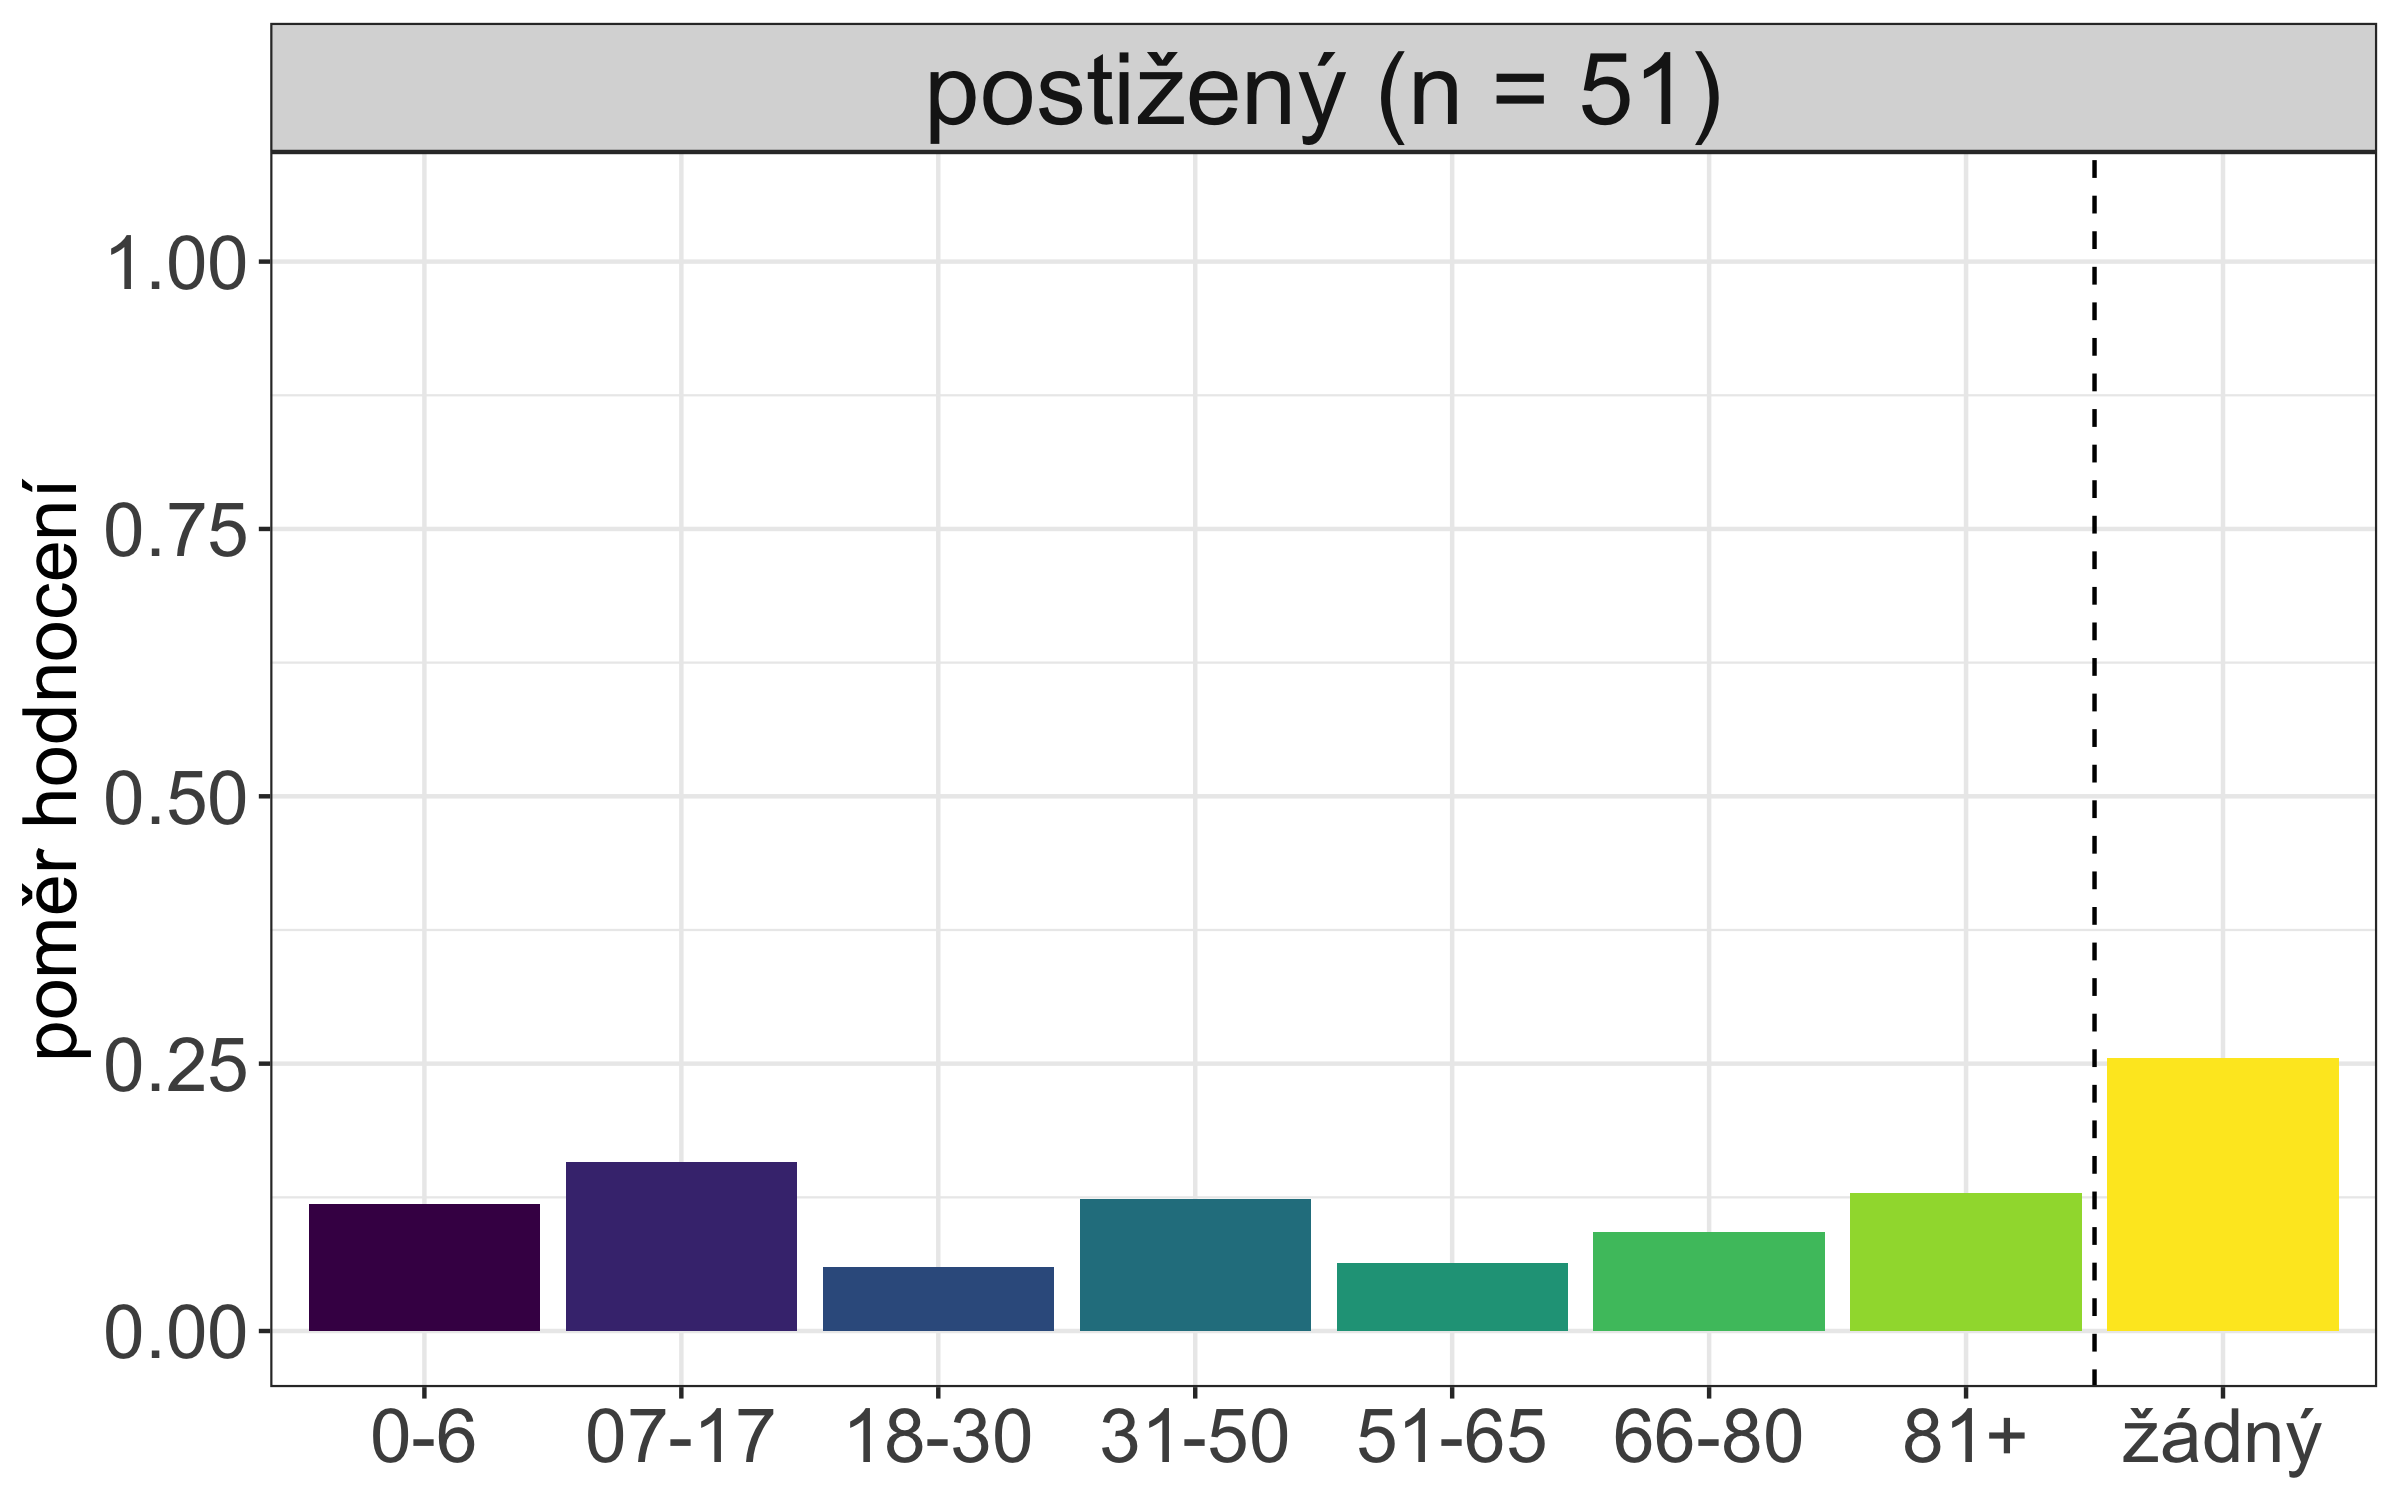 postižený (n = 51)
poměr hodnocení
1.00
0.75
0.50
0.25
0.00
0-6 07-17 18-30 31-50 51-65 66-80 81+ žádný